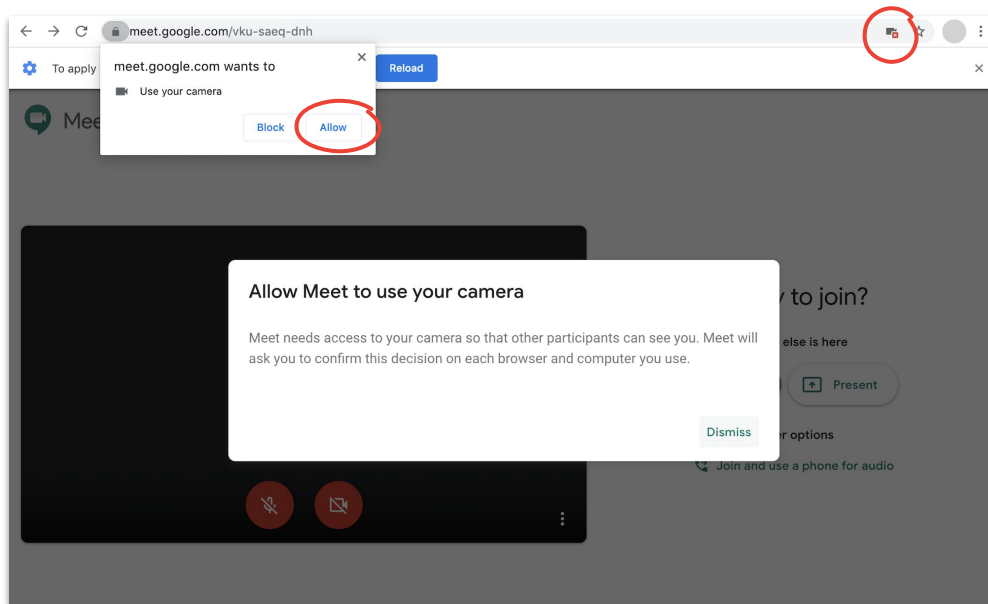 meet.google.com/vku-saeq-dnh
To apply
Reload
meet.google.com wants to
Use your camera
Block
Allow
Allow Meet to use your camera
Meet needs access to your camera so that other participants can see you. Meet will
ask you to confirm this decision on each browser and computer you use.
Dismiss
to join?
else is here
Present
options
Join and use a phone for audio